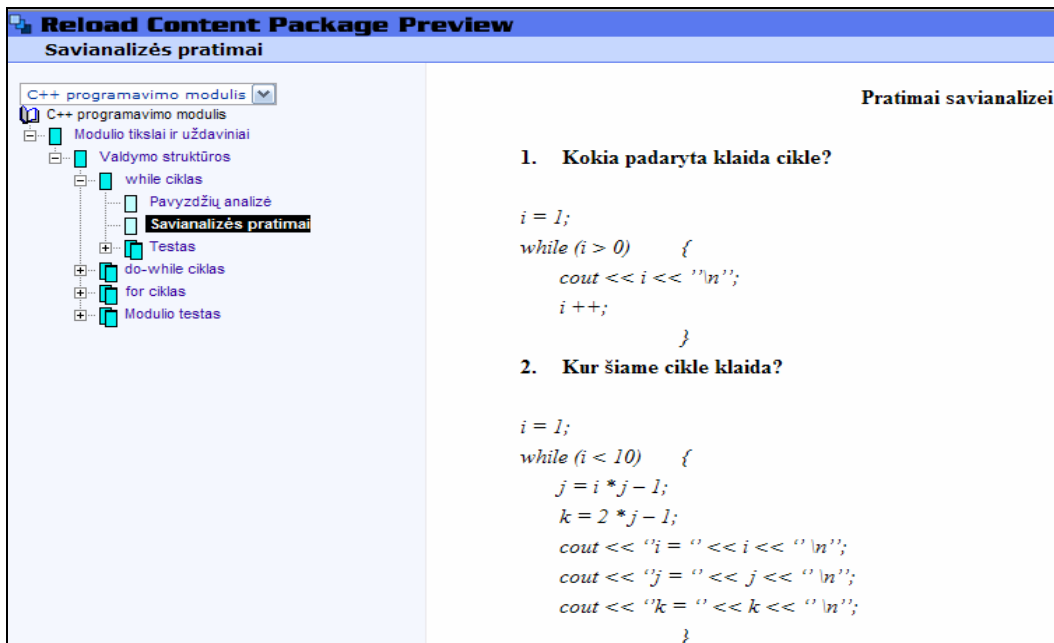 Reload Content Package Preview
Savianalizės pratimai
C++ programavimo modulis
C++ programavimo modulis
Modulio tikslai ir uždaviniai
Valdymo struktūros
while ciklas
Pavyzdžių analizė
Savianalizės pratimai
Testas
do-while ciklas
for ciklas
Modulio testas
Pratimai savianalizei
1. Kokia padaryta klaida cikle?
i = 1;
while (i > 0) {
cout << i << ''\n'';
i ++;
}
2. Kur šiame cikle klaida?
i = 1;
while (i < 10) {
j = i * j – 1;
k = 2 * j – 1;
cout << ‘’i = ‘’ << i << ‘’ \n’’;
cout << ‘’j = ‘’ << j << ‘’ \n’’;
cout << ‘’k = ‘’ << k << ‘’ \n’’;
}